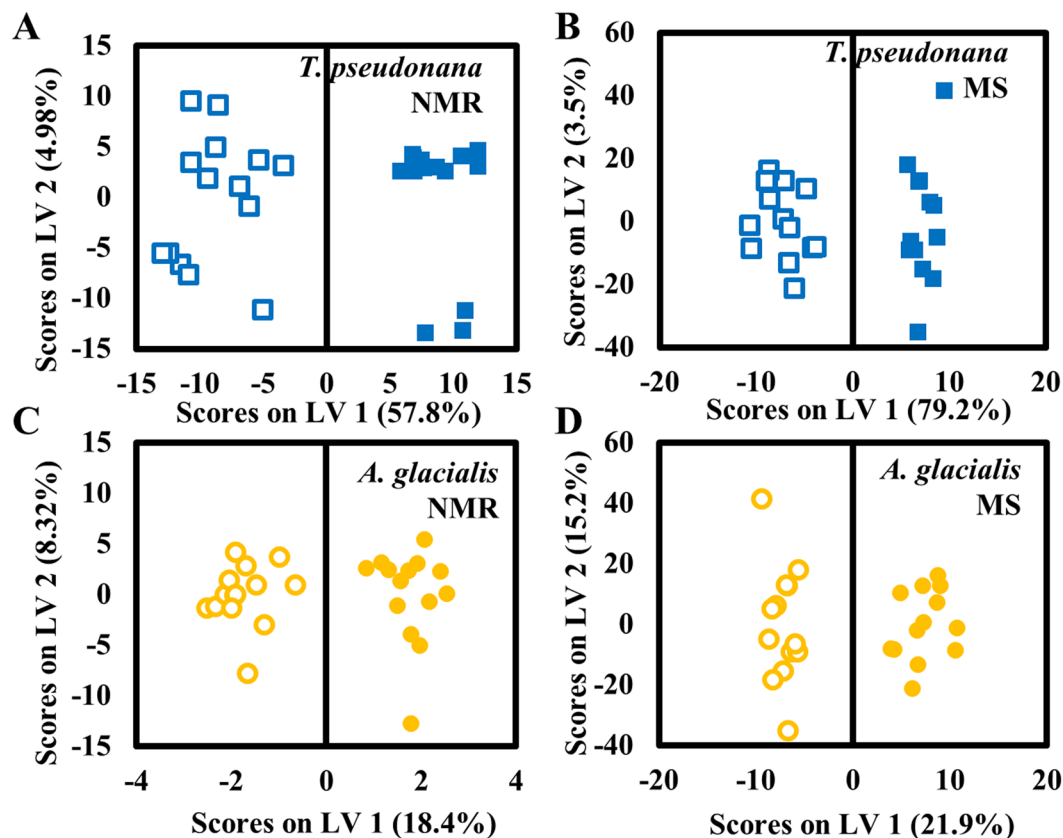 A
T. pseudonana
NMR
15
10
5
0
-5
-10
-15
Scores on LV 2 (4.98%)
-15
-10
-5
0
5
10
15
Scores on LV 1 (57.8%)
B
T. pseudonana
MS
60
40
20
0
-20
-40
Scores on LV 2 (3.5%)
-20
-10
0
10
20
Scores on LV 1 (79.2%)
C
A. glacialis
NMR
15
10
5
0
-5
-10
-15
Scores on LV 2 (8.32%)
-4
-2
0
2
4
Scores on LV 1 (18.4%)
D
A. glacialis
MS
60
40
20
0
-20
-40
Scores on LV 2 (15.2%)
-20
-10
0
10
20
Scores on LV 1 (21.9%)